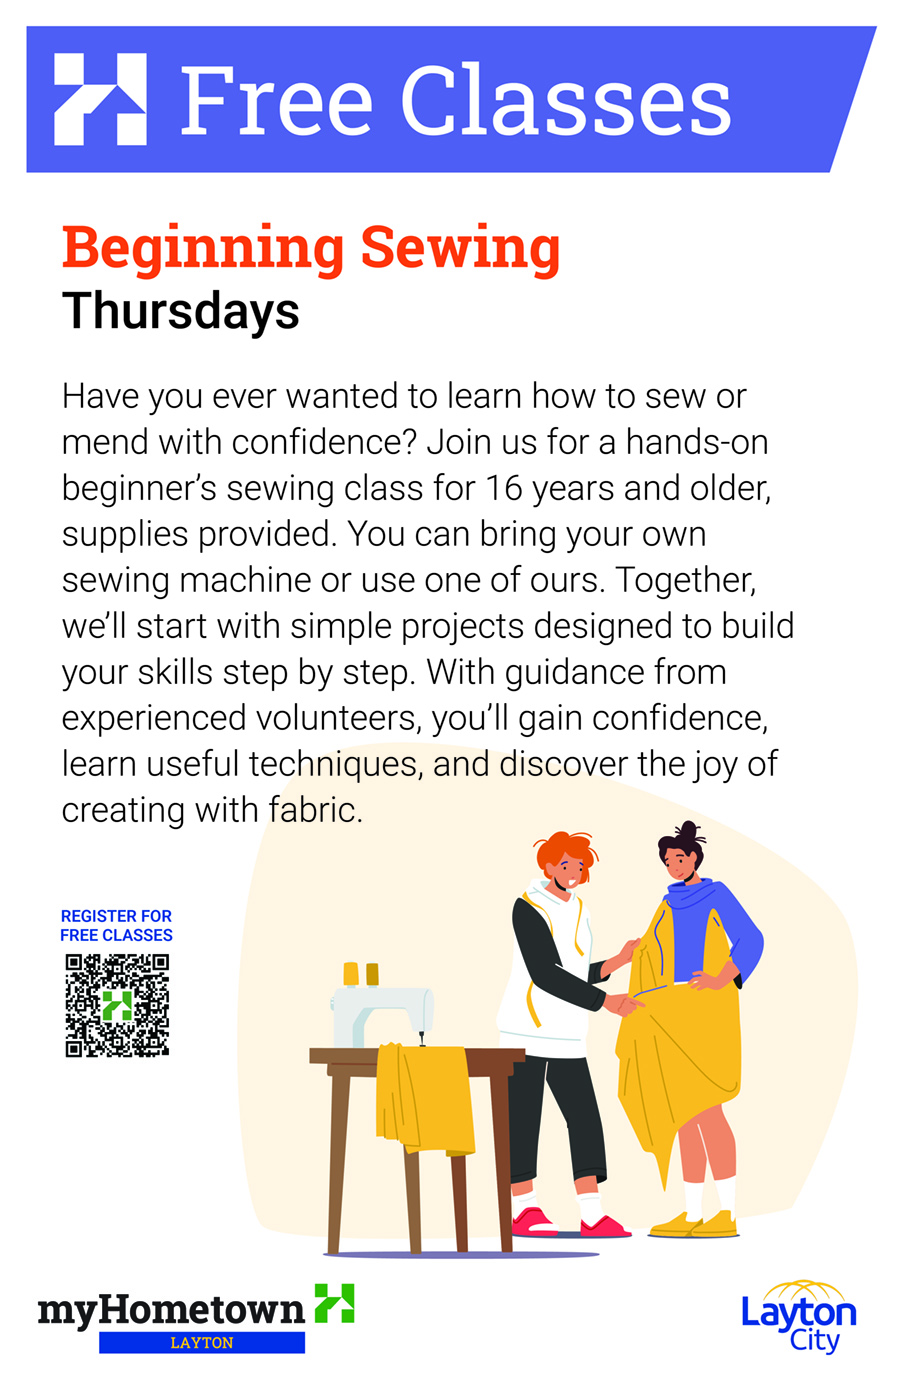 Free Classes
Beginning Sewing
Thursdays
Have you ever wanted to learn how to sew or
mend with confidence? Join us for a hands-on
beginner’s sewing class for 16 years and older,
supplies provided. You can bring your own
sewing machine or use one of ours. Together,
we’ll start with simple projects designed to build
your skills step by step. With guidance from
experienced volunteers, you’ll gain confidence,
learn useful techniques, and discover the joy of
creating with fabric.
REGISTER FOR
FREE CLASSES
myHometown
LAYTON
Layton
City